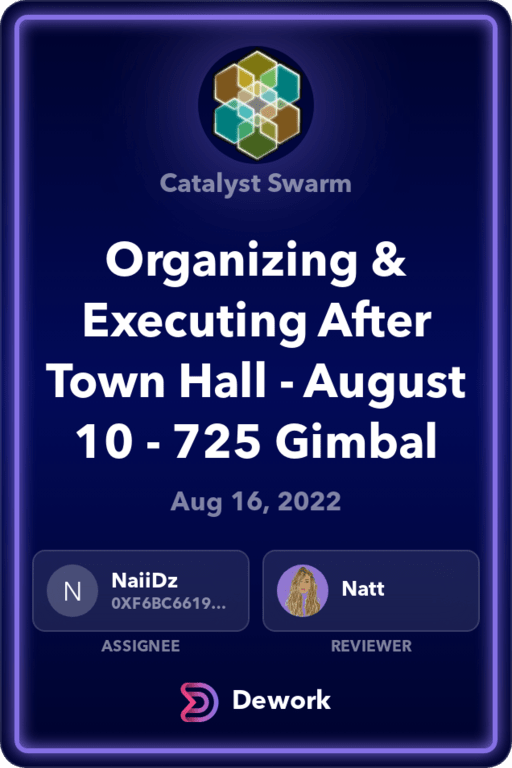 Catalyst Swarm
Organizing &
Executing After
Town Hall - August
10 - 725 Gimbal
Aug 16, 2022
N
NaiiDz
0XF6BC6619...
Natt
ASSIGNEE
REVIEWER
Dework